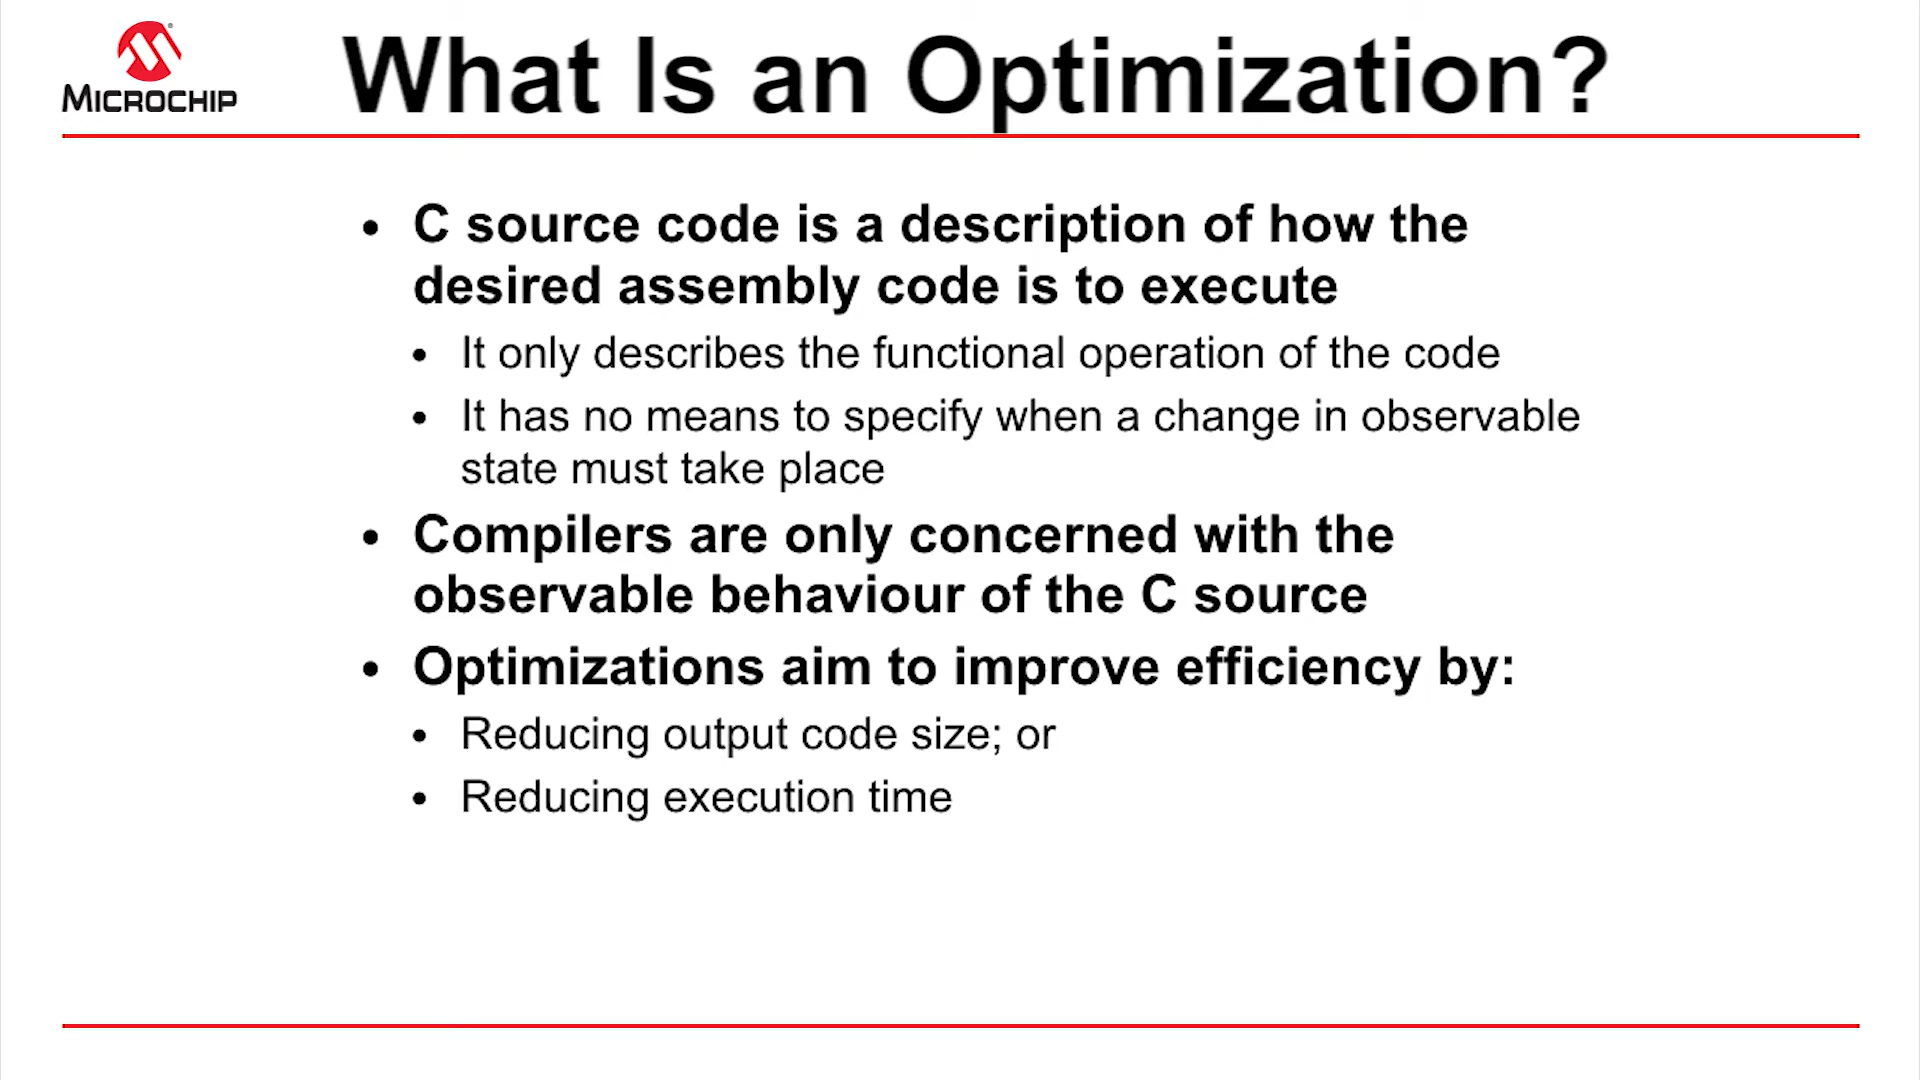 MICROCHIP
What Is an Optimization?
• C source code is a description of how the
desired assembly code is to execute
• It only describes the functional operation of the code
• It has no means to specify when a change in observable
state must take place
• Compilers are only concerned with the
observable behaviour of the C source
• Optimizations aim to improve efficiency by:
• Reducing output code size; or
• Reducing execution time